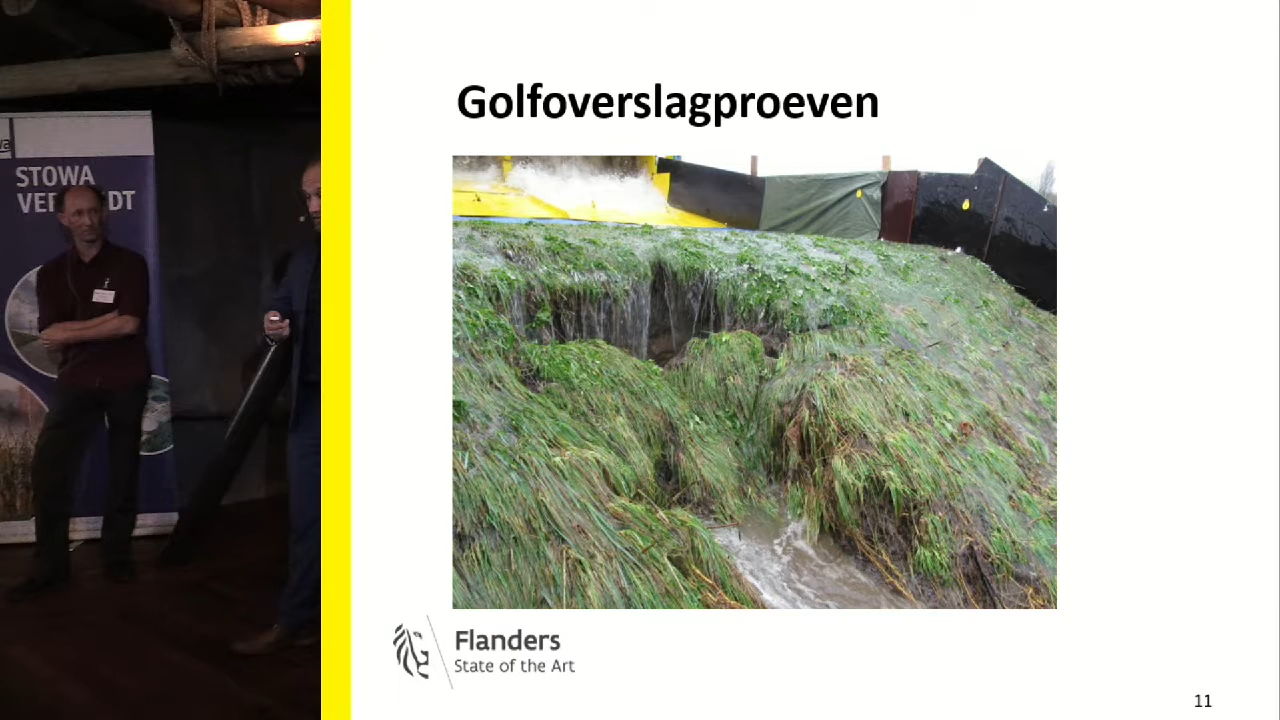 STOWA
Golfoverslagproeven
Flanders
State of the Art
11